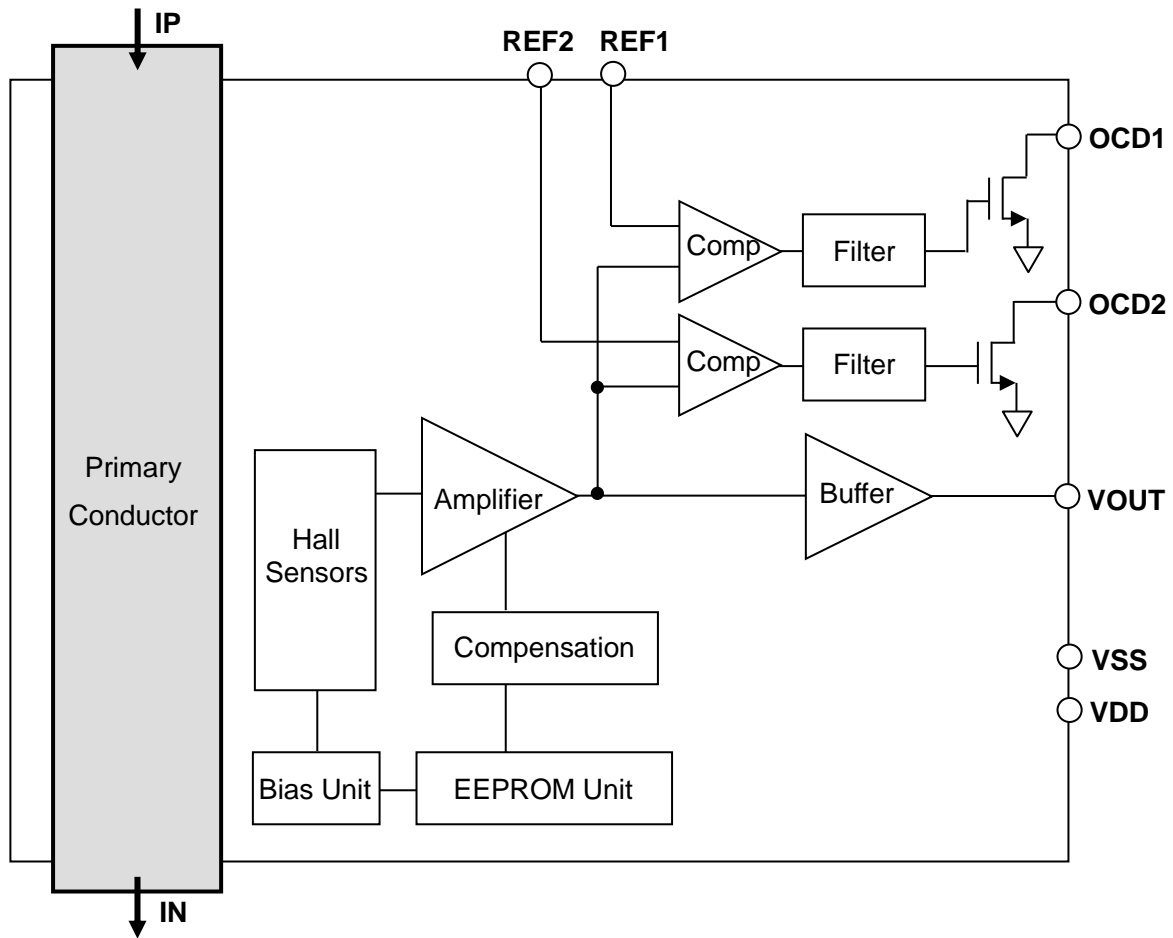 IP
REF2
REF1
OCD1
Comp
Filter
OCD2
Comp
Filter
Primary
Conductor
Hall
Sensors
Amplifier
Buffer
VOUT
Compensation
VSS
VDD
Bias Unit
EEPROM Unit
IN